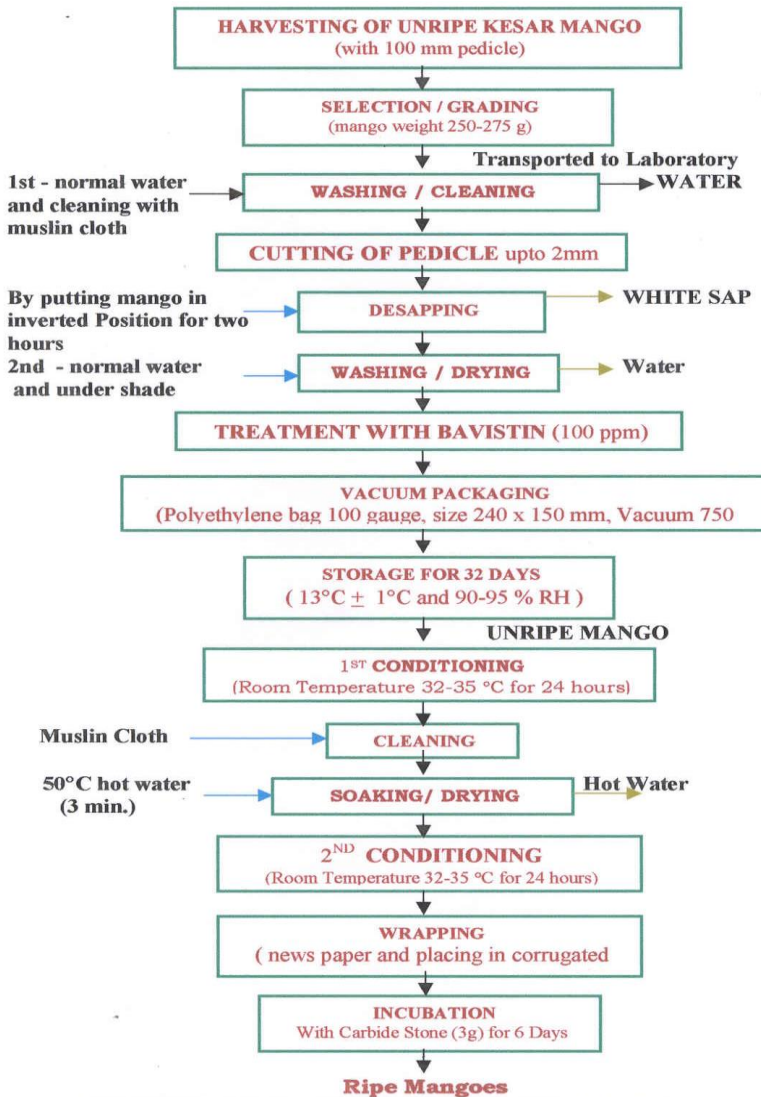 HARVESTING OF UNRIPE KESAR MANGO
(with 100 mm pedicle)
SELECTION / GRADING
(mango weight 250-275 g)
Transported to Laboratory
1st - normal water
and cleaning with
muslin cloth
WASHING / CLEANING
WATER
CUTTING OF PEDICLE upto 2mm
By putting mango in
inverted Position for two
hours
DESAPPING
WHITE SAP
2nd - normal water
and under shade
WASHING / DRYING
Water
TREATMENT WITH BAVISTIN (100 ppm)
VACUUM PACKAGING
(Polyethylene bag 100 gauge, size 240 x 150 mm, Vacuum 750
STORAGE FOR 32 DAYS
( 13°C ± 1°C and 90-95 % RH )
UNRIPE MANGO
1ST CONDITIONING
(Room Temperature 32-35 °C for 24 hours)
Muslin Cloth
CLEANING
50°C hot water
(3 min.)
SOAKING/ DRYING
Hot Water
2ND CONDITIONING
(Room Temperature 32-35 °C for 24 hours)
WRAPPING
( news paper and placing in corrugated
INCUBATION
With Carbide Stone (3g) for 6 Days
Ripe Mangoes